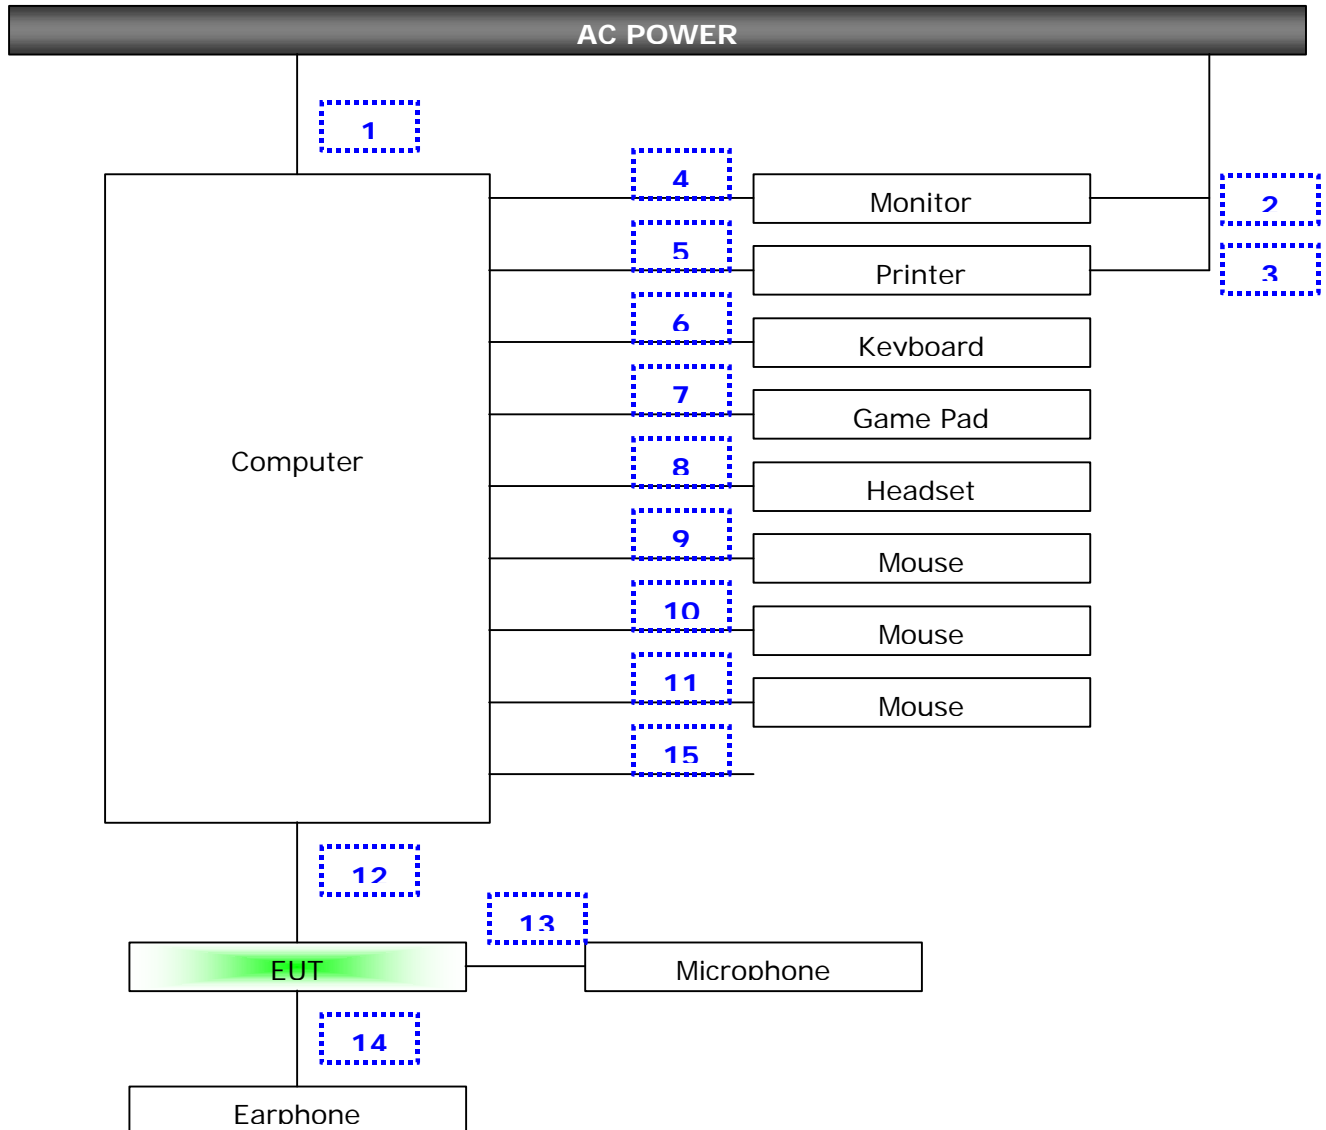 AC POWER
1
4
Monitor
2
5
Printer
3
6
Keyboard
7
Game Pad
Computer
8
Headset
9
Mouse
10
Mouse
11
Mouse
15
12
13
EUT
Microphone
14
Earphone